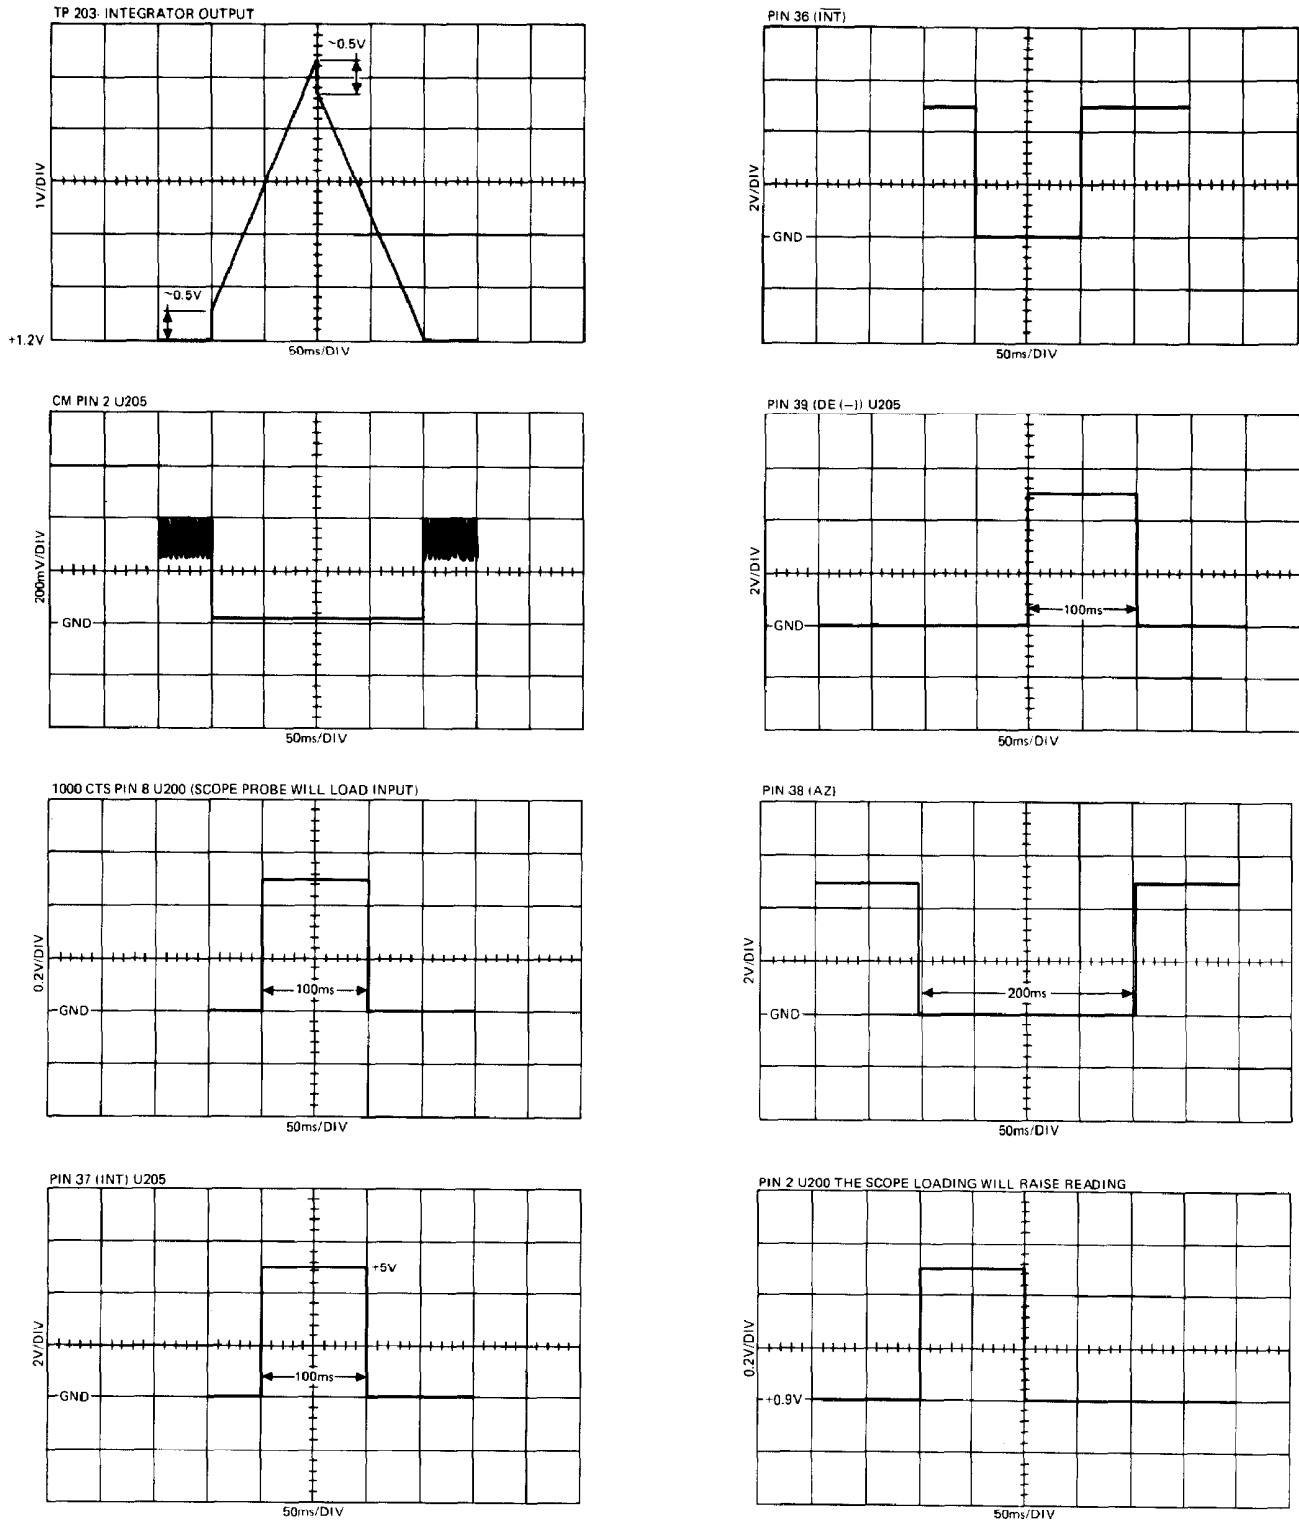 TP 203- INTEGRATOR OUTPUT
~0.5V
1V/DIV
~0.5V
+1.2V
50ms/DIV
PIN 36 (INT)
2V/DIV
GND
50ms/DIV
CM PIN 2 U205
200mV/DIV
GND
50ms/DIV
PIN 39 (DE (–)) U205
2V/DIV
100ms
GND
50ms/DIV
1000 CTS PIN 8 U200 (SCOPE PROBE WILL LOAD INPUT)
0.2V/DIV
100ms
GND
50ms/DIV
PIN 38 (AZ)
2V/DIV
200ms
GND
50ms/DIV
PIN 37 (INT) U205
+5V
2V/DIV
100ms
GND
50ms/DIV
PIN 2 U200 THE SCOPE LOADING WILL RAISE READING
0.2V/DIV
+0.9V
50ms/DIV